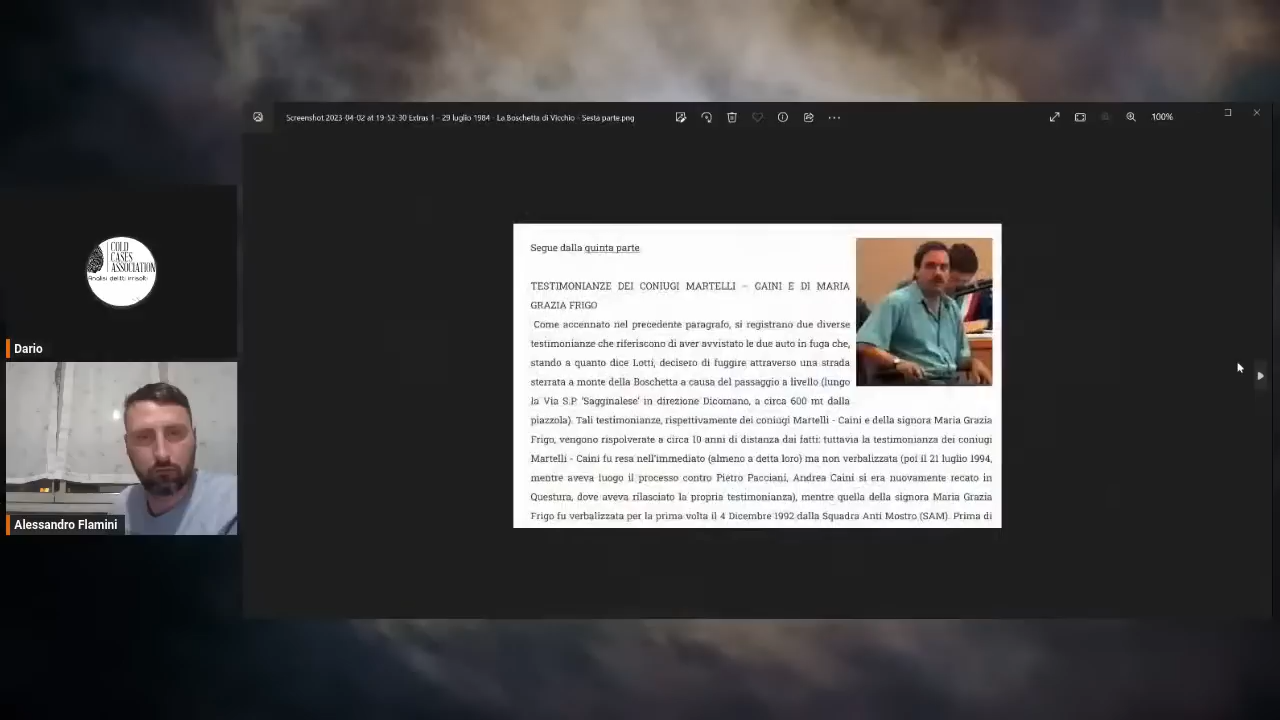 Screenshot 2023-04-02 at 19-52-30 Extras 1 - 29 luglio 1984 - La Boschetta di Vicchio - Sesta parte.png
100%
COLD
CASES
ASSOCIATION
Analisi delitti irrisolti
Dario
Alessandro Flamini
Segue dalla quinta parte
TESTIMONIANZE DEI CONIUGI MARTELLI – CAINI E DI MARIA
GRAZIA FRIGO
Come accennato nel precedente paragrafo, si registrano due diverse
testimonianze che riferiscono di aver avvistato le due auto in fuga che,
stando a quanto dice Lotti, decisero di fuggire attraverso una strada
sterrata a monte della Boschetta a causa del passaggio a livello (lungo
la Via S.P. 'Sagginalese' in direzione Dicomano, a circa 600 mt dalla
piazzola). Tali testimonianze, rispettivamente dei coniugi Martelli - Caini e della signora Maria Grazia
Frigo, vengono rispolverate a circa 10 anni di distanza dai fatti: tuttavia la testimonianza dei coniugi
Martelli - Caini fu resa nell'immediato (almeno a detta loro) ma non verbalizzata (poi il 21 luglio 1994,
mentre aveva luogo il processo contro Pietro Pacciani, Andrea Caini si era nuovamente recato in
Questura, dove aveva rilasciato la propria testimonianza), mentre quella della signora Maria Grazia
Frigo fu verbalizzata per la prima volta il 4 Dicembre 1992 dalla Squadra Anti Mostro (SAM). Prima di